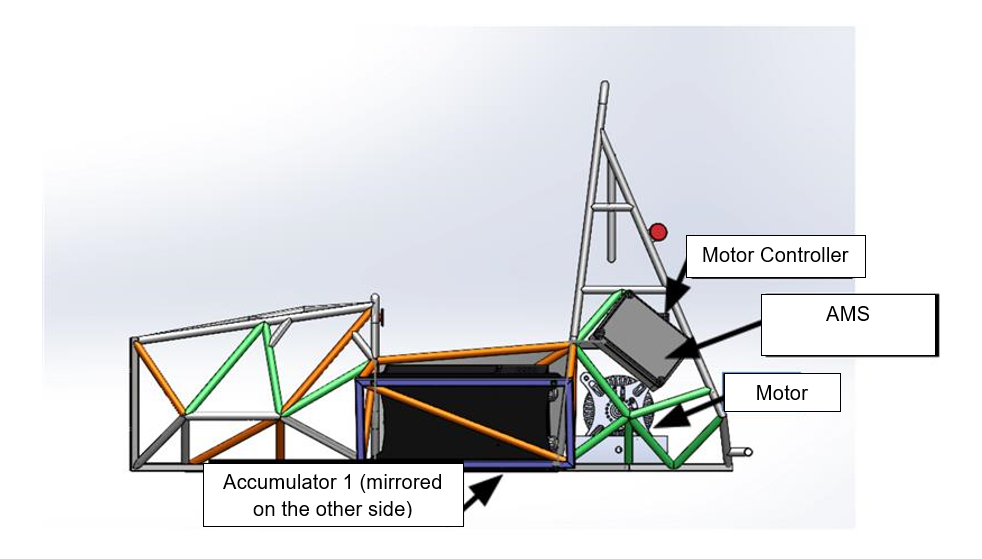 Motor Controller
AMS
Motor
Accumulator 1 (mirrored
on the other side)